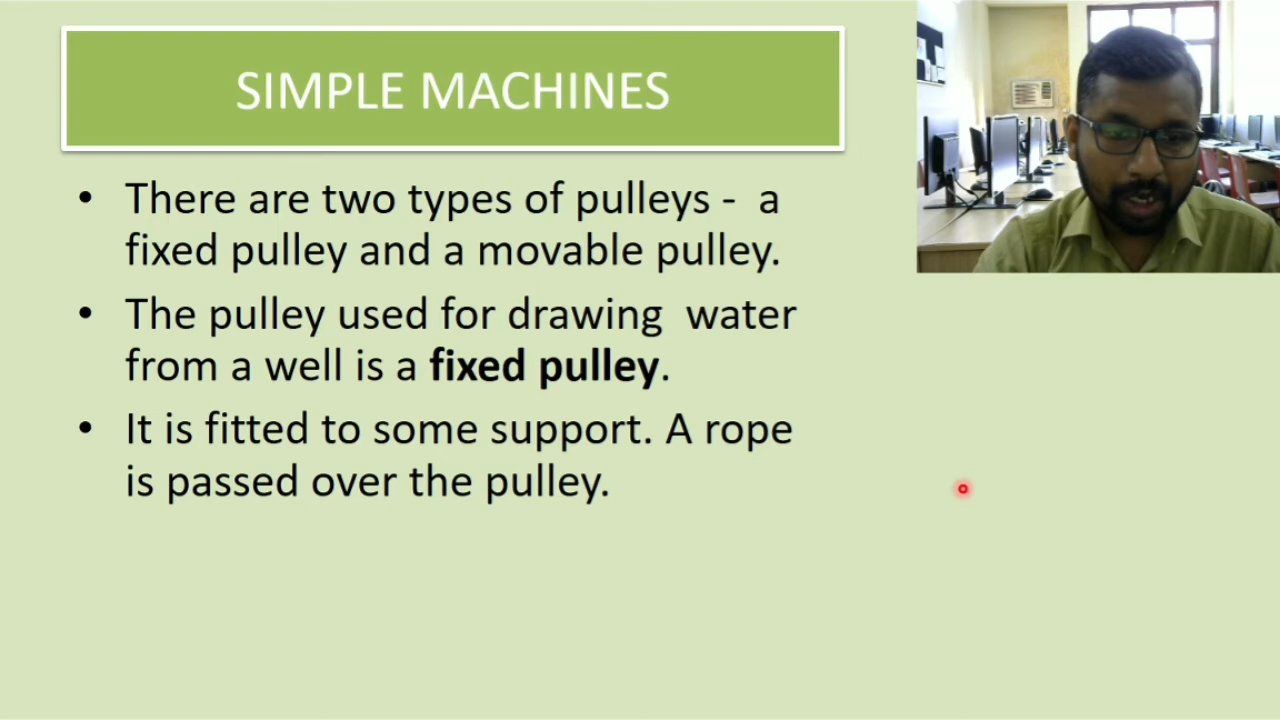 SIMPLE MACHINES
• There are two types of pulleys -  a
fixed pulley and a movable pulley.
• The pulley used for drawing  water
from a well is a fixed pulley.
• It is fitted to some support. A rope
is passed over the pulley.